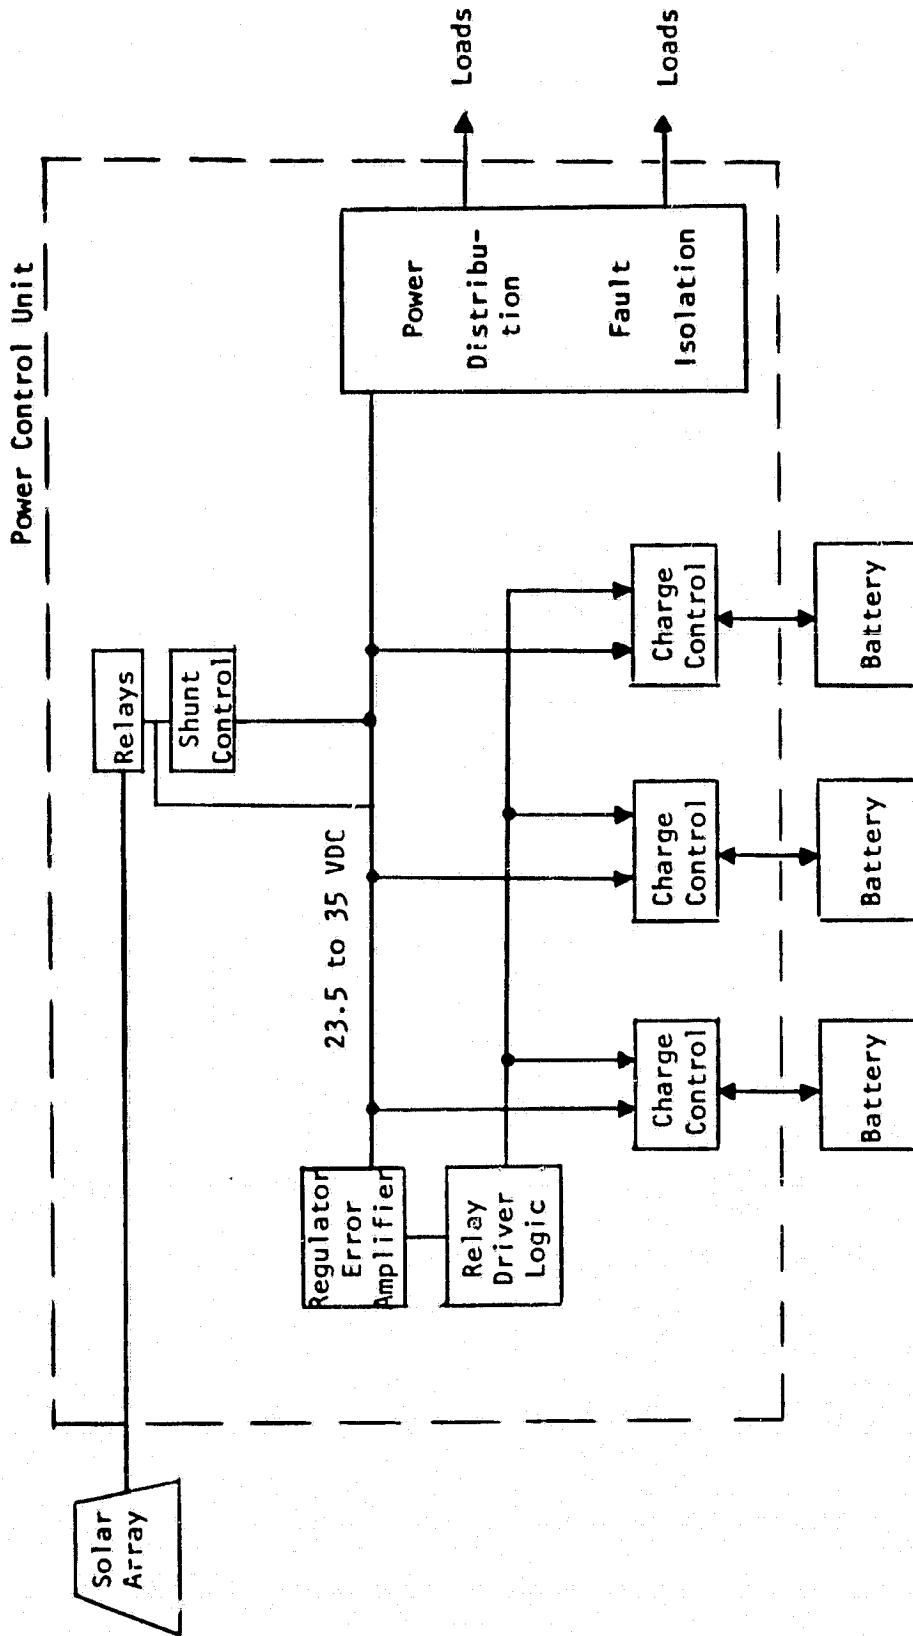 Power Control Unit
Solar
Array
Relays
Shunt
Control
23.5 to 35 VDC
Regulator
Error
Amplifier
Relay
Driver
Logic
Power
Distribu-
tion
Fault
Isolation
Loads
Loads
Charge
Control
Charge
Control
Charge
Control
Battery
Battery
Battery